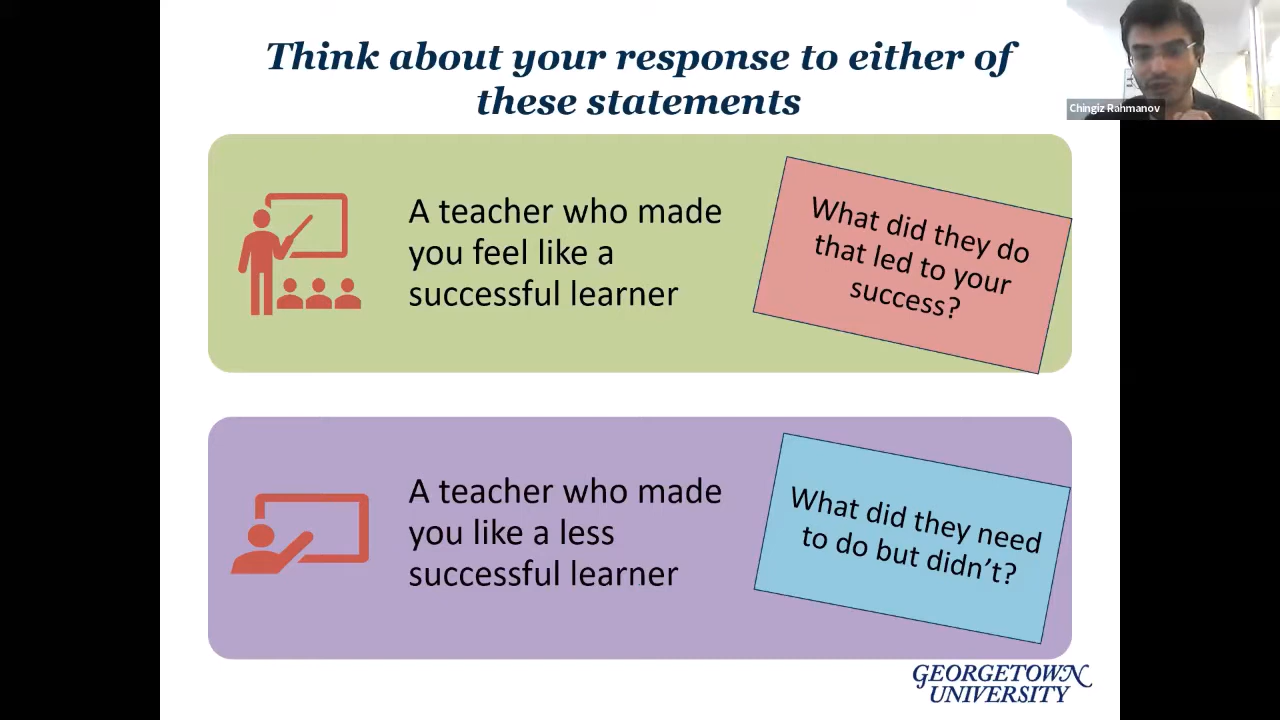 Think about your response to either of
these statements
Chingiz Rahmanov
A teacher who made
you feel like a
successful learner
What did they do
that led to your
success?
A teacher who made
you like a less
successful learner
What did they need
to do but didn't?
GEORGETOWN
UNIVERSITY